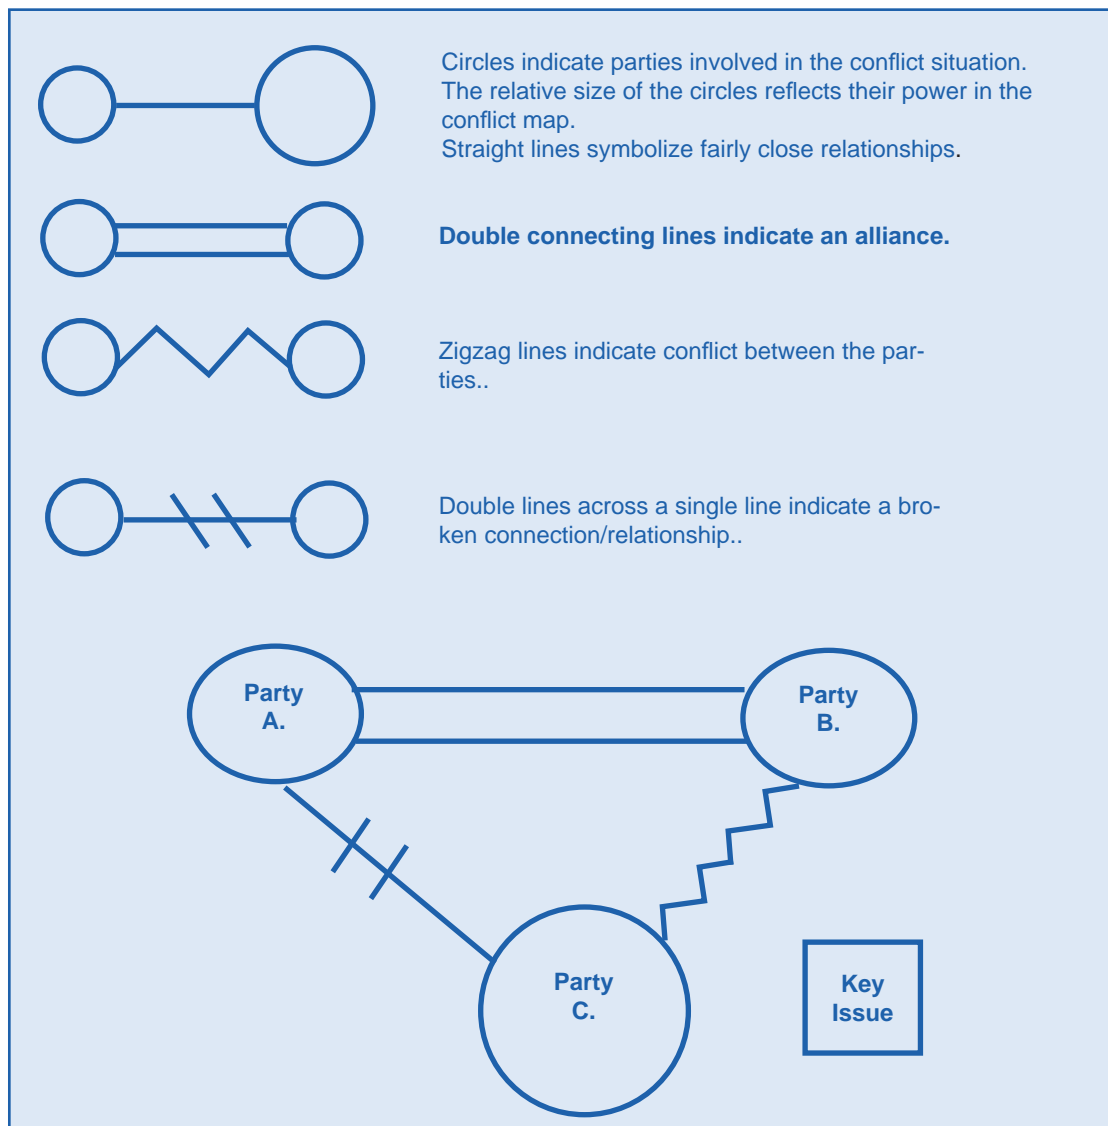 Circles indicate parties involved in the conflict situation.
The relative size of the circles reflects their power in the
conflict map.
Straight lines symbolize fairly close relationships.
Double connecting lines indicate an alliance.
Zigzag lines indicate conflict between the par-
ties..
Double lines across a single line indicate a bro-
ken connection/relationship..
Party
A.
Party
B.
Party
C.
Key
Issue